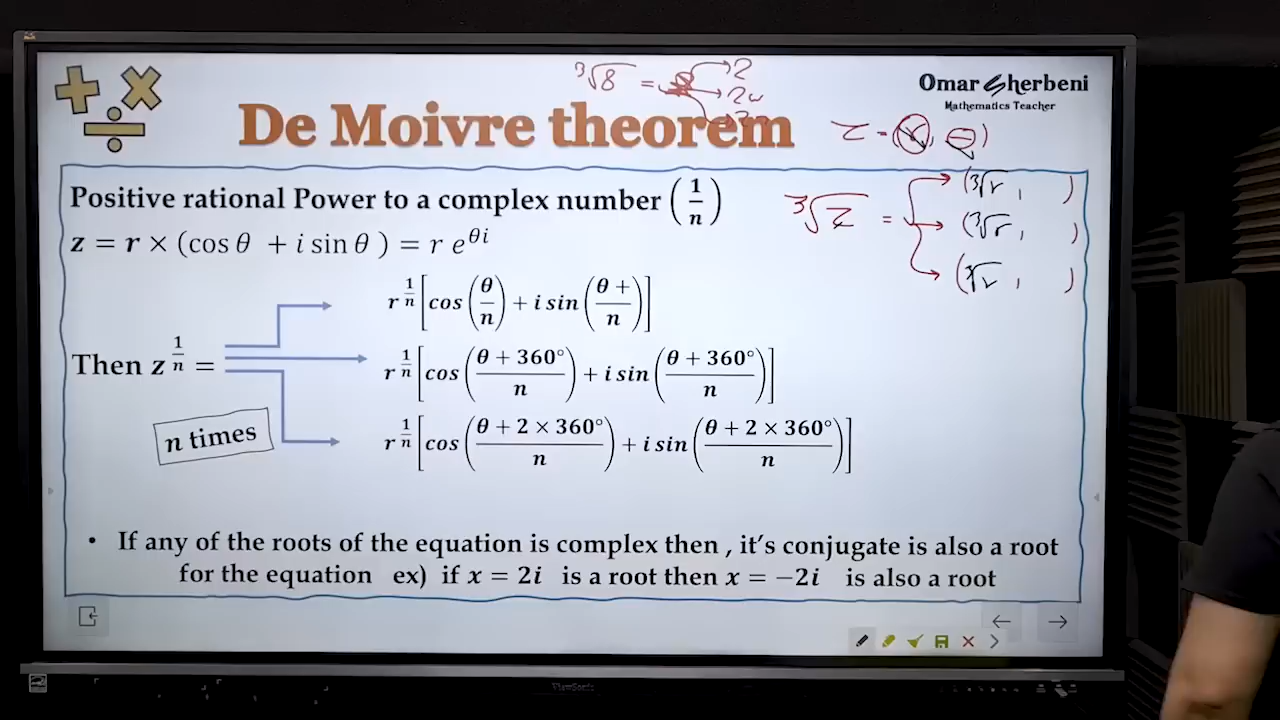 ∛8 = 2
2ω
Omar Sherbeni
Mathematics Teacher
De Moivre theorem
z = (r, θ)
Positive rational Power to a complex number (1/n)
∛z = (∛r, )
(∛r, )
(∛r, )
z = r × (cos θ + i sin θ ) = r e^{θi}
r^{1/n} [cos (θ/n) + i sin ((θ +)/n)]
Then z^{1/n} =
r^{1/n} [cos ((θ + 360°)/n) + i sin ((θ + 360°)/n)]
n times
r^{1/n} [cos ((θ + 2 × 360°)/n) + i sin ((θ + 2 × 360°)/n)]
• If any of the roots of the equation is complex then , it's conjugate is also a root
for the equation ex) if x = 2i is a root then x = −2i is also a root
ViewSonic